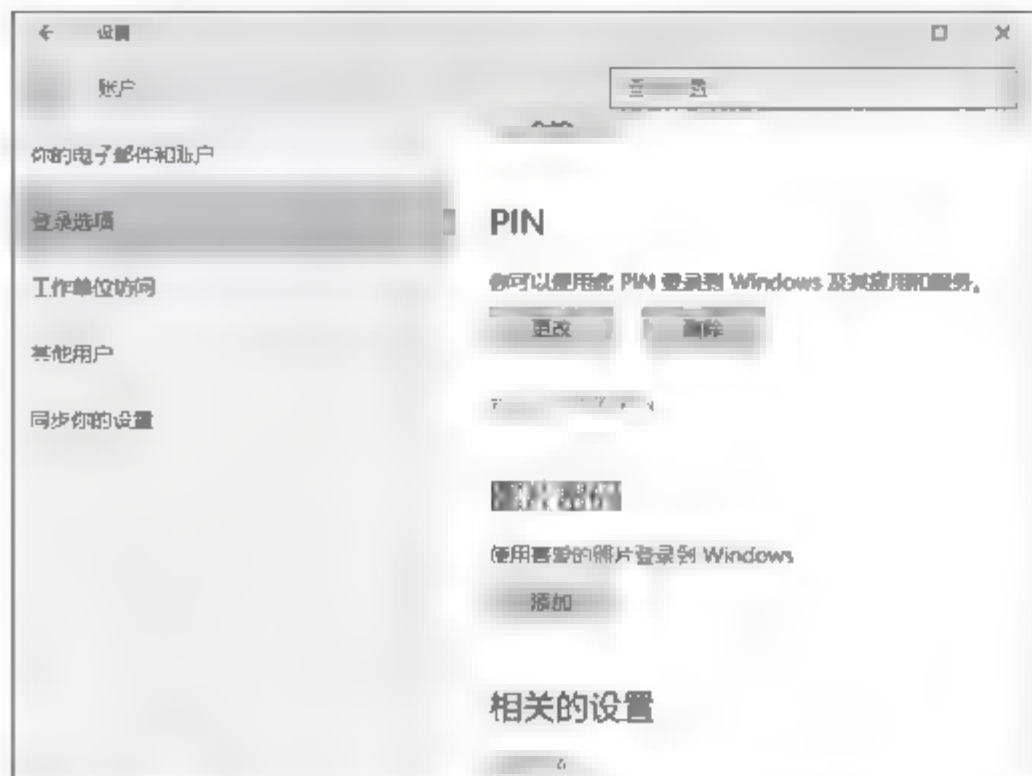 设置
账户
你的电子邮件和账户
登录选项
PIN
工作单位访问
你可以使用此 PIN 登录到 Windows 及其应用和服务。
更改 删除
其他用户
同步你的设置
使用喜爱的照片登录到 Windows
添加
相关的设置